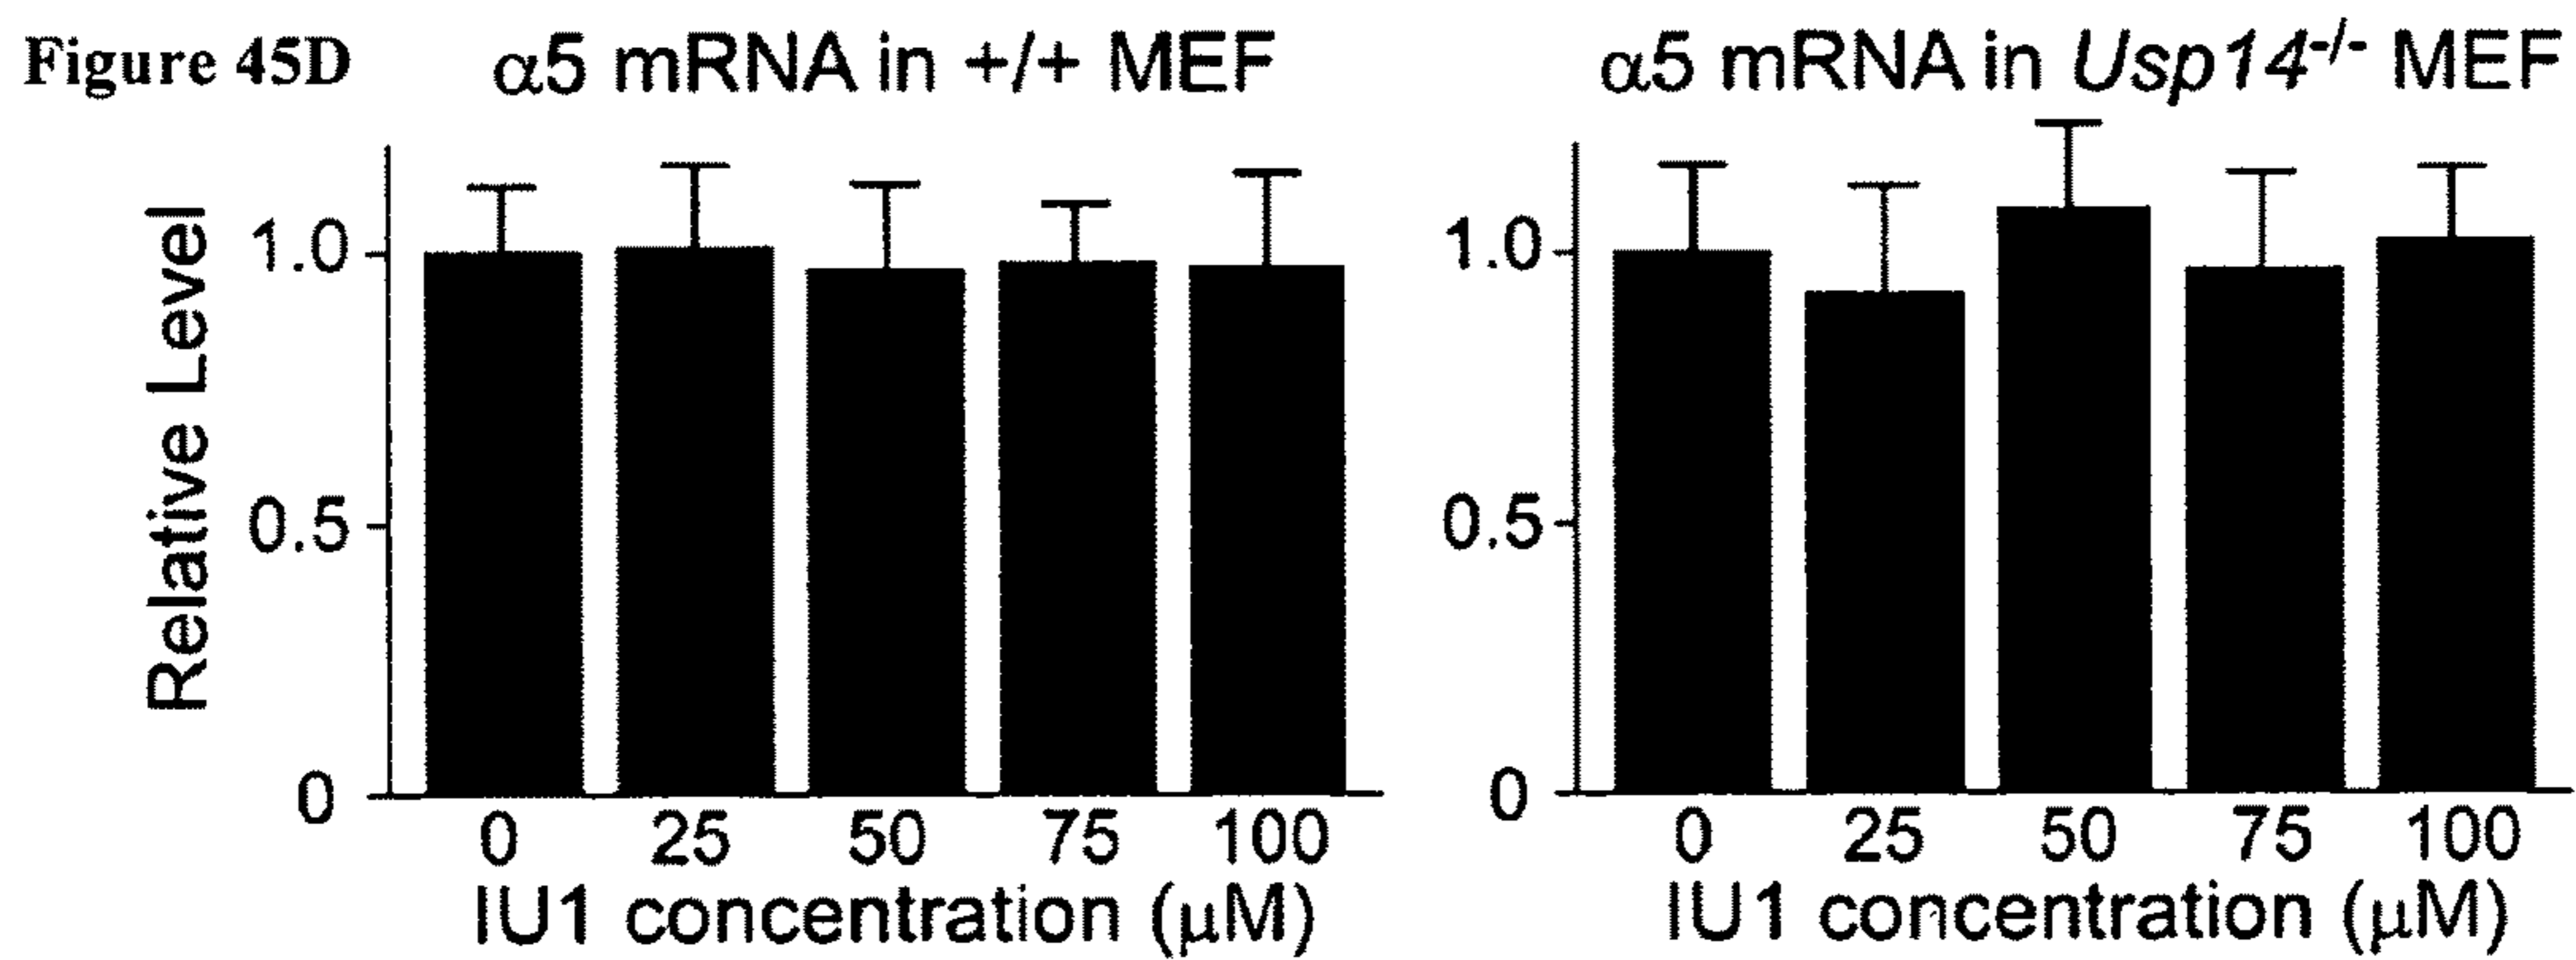 Figure 45D
α5 mRNA in +/+ MEF
Relative Level
1.0
0.5
0
0 25 50 75 100
IU1 concentration (μM)
α5 mRNA in Usp14-/- MEF
1.0
0.5
0
0 25 50 75 100
IU1 concentration (μM)